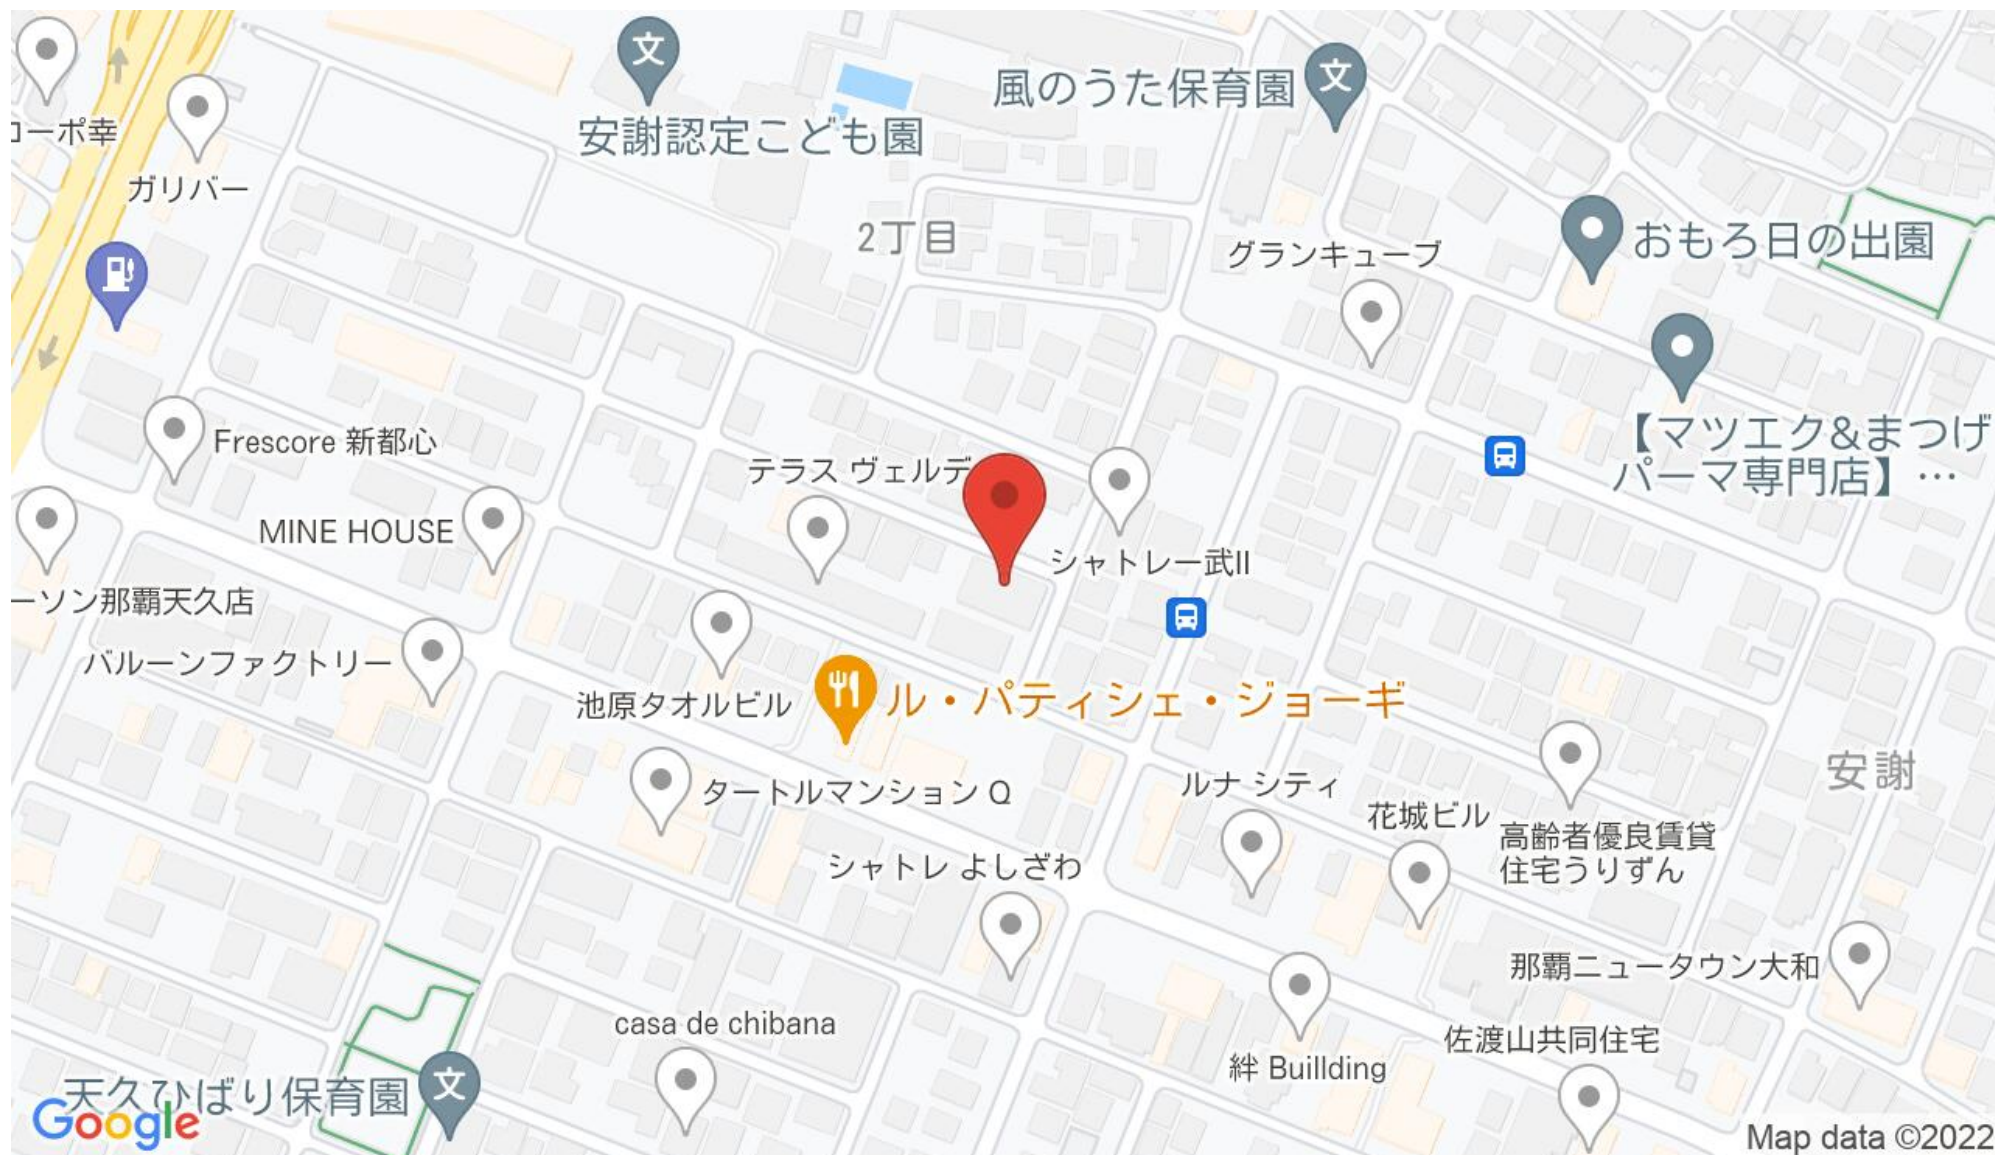 文
風のうた保育園
文
コーポ幸
安謝認定こども園
ガリバー
2丁目
グランキューブ
おもろ日の出園
Frescore 新都心
テラス ヴェルデ
【マツエク&まつげ
パーマ専門店】…
MINE HOUSE
シャトレー武II
ーソン那覇天久店
バルーンファクトリー
池原タオルビル
ル・パティシェ・ジョーギ
タートルマンション Q
ルナ シティ
安謝
花城ビル
高齢者優良賃貸
住宅うりずん
シャトレ よしざわ
那覇ニュータウン大和
casa de chibana
佐渡山共同住宅
絆 Buillding
天久ひばり保育園
文
Google
Map data ©2022